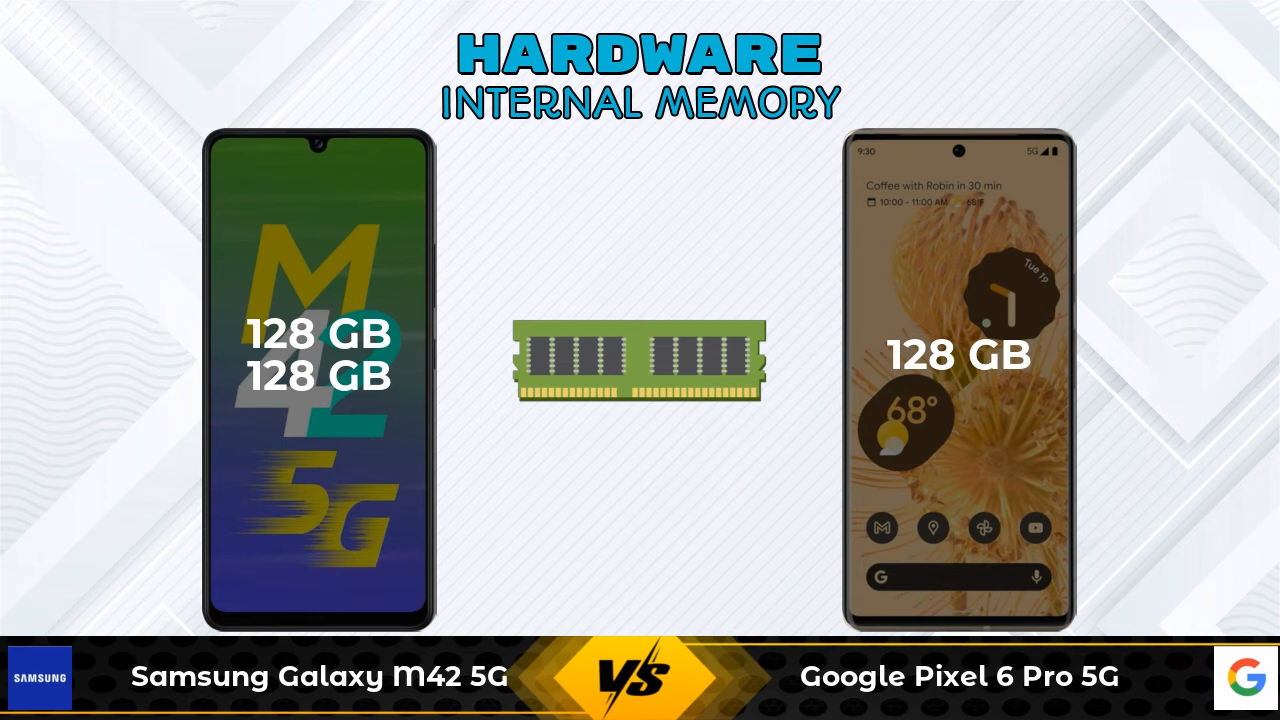 HARDWARE
INTERNAL MEMORY
M
42
5G
128 GB
128 GB
9:30
5G
Coffee with Robin in 30 min
10:00 - 11:00 AM 68°F
Tue 19
128 GB
68°
SAMSUNG
Samsung Galaxy M42 5G
VS
Google Pixel 6 Pro 5G
G